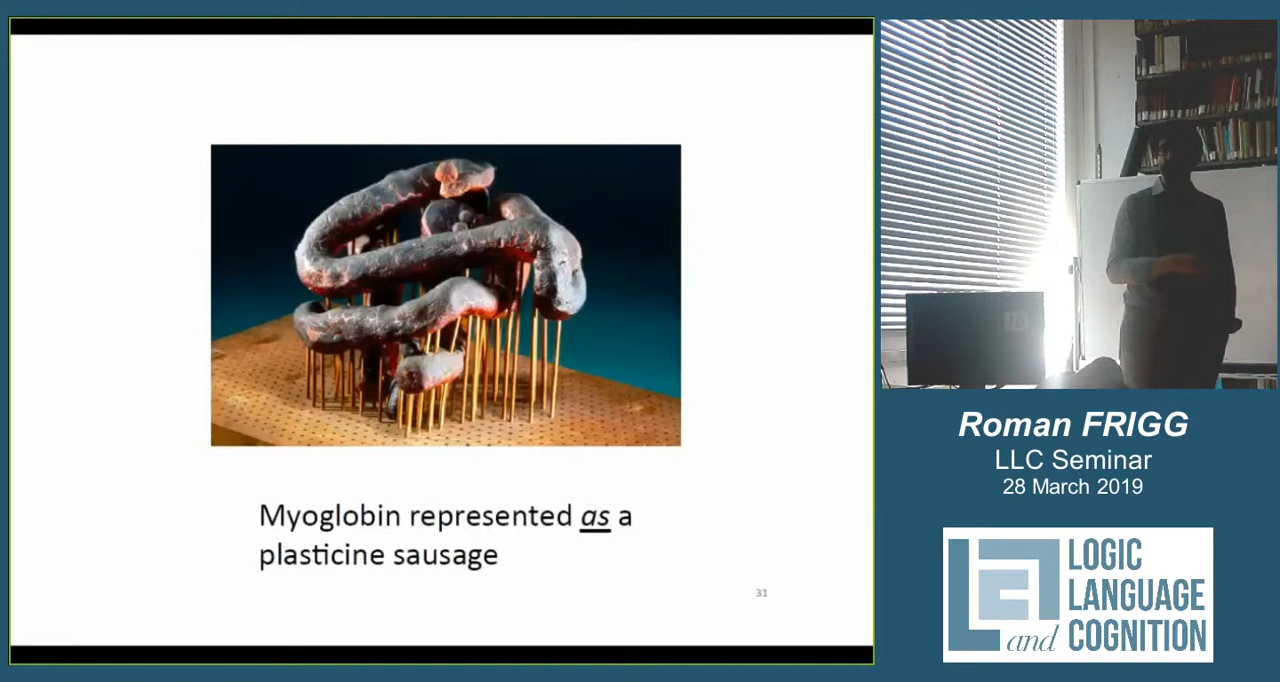 Myoglobin represented as a
plasticine sausage
31
Roman FRIGG
LLC Seminar
28 March 2019
LOGIC
LANGUAGE
and COGNITION